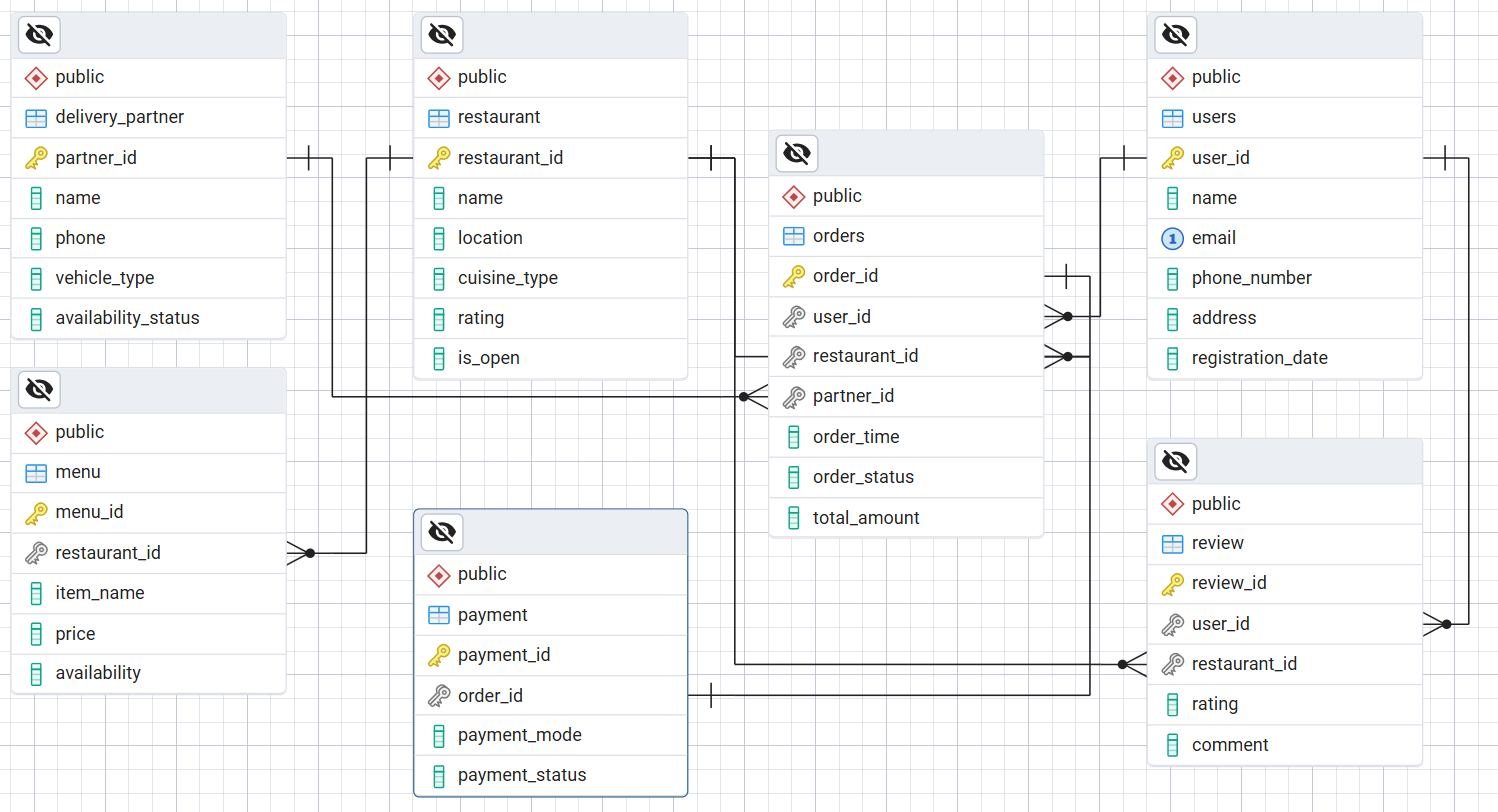 public
delivery_partner
partner_id
name
phone
vehicle_type
availability_status
public
menu
menu_id
restaurant_id
item_name
price
availability
public
restaurant
restaurant_id
name
location
cuisine_type
rating
is_open
public
payment
payment_id
order_id
payment_mode
payment_status
public
orders
order_id
user_id
restaurant_id
partner_id
order_time
order_status
total_amount
public
users
user_id
name
1 email
phone_number
address
registration_date
public
review
review_id
user_id
restaurant_id
rating
comment